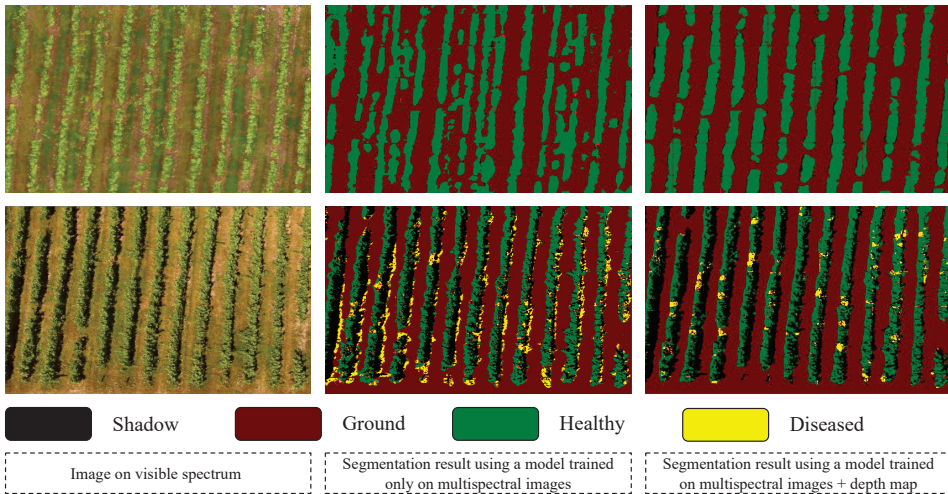 Shadow
Ground
Healthy
Diseased
Image on visible spectrum
Segmentation result using a model trained
only on multispectral images
Segmentation result using a model trained
on multispectral images + depth map